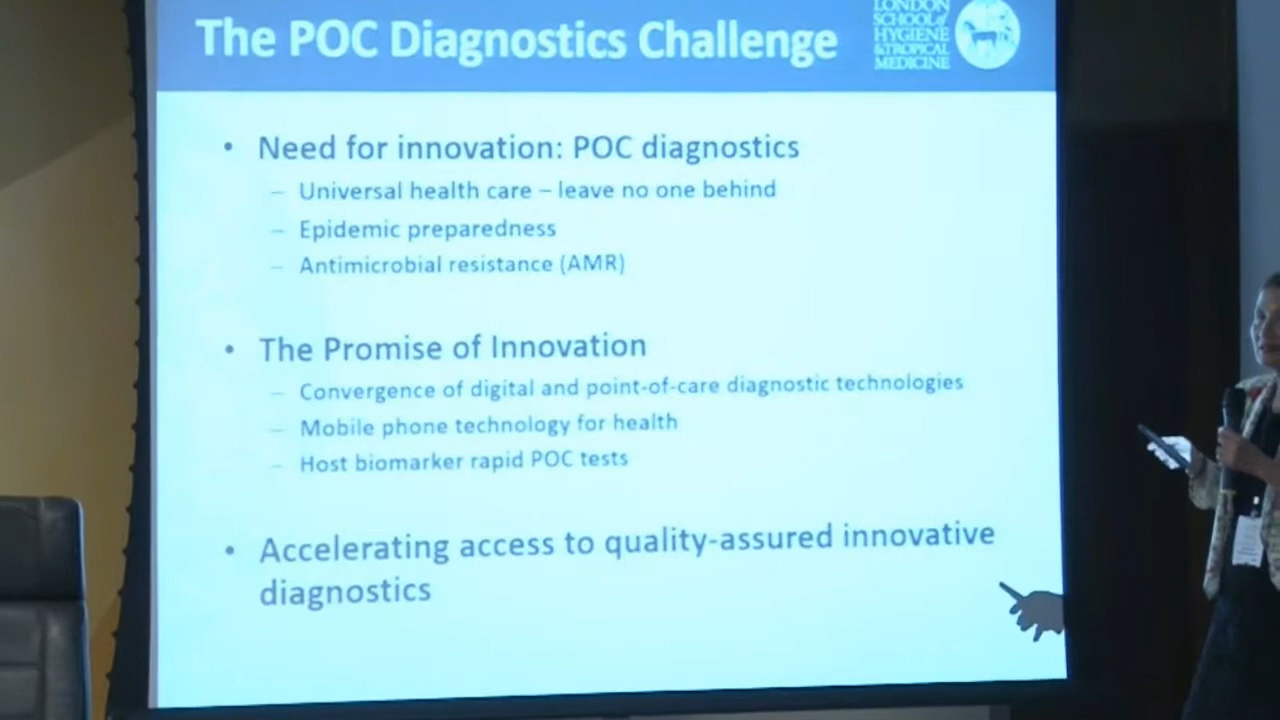 The POC Diagnostics Challenge
LONDON
SCHOOL of
HYGIENE
& TROPICAL
MEDICINE
• Need for innovation: POC diagnostics
– Universal health care – leave no one behind
– Epidemic preparedness
– Antimicrobial resistance (AMR)
• The Promise of Innovation
– Convergence of digital and point-of-care diagnostic technologies
– Mobile phone technology for health
– Host biomarker rapid POC tests
• Accelerating access to quality-assured innovative
diagnostics